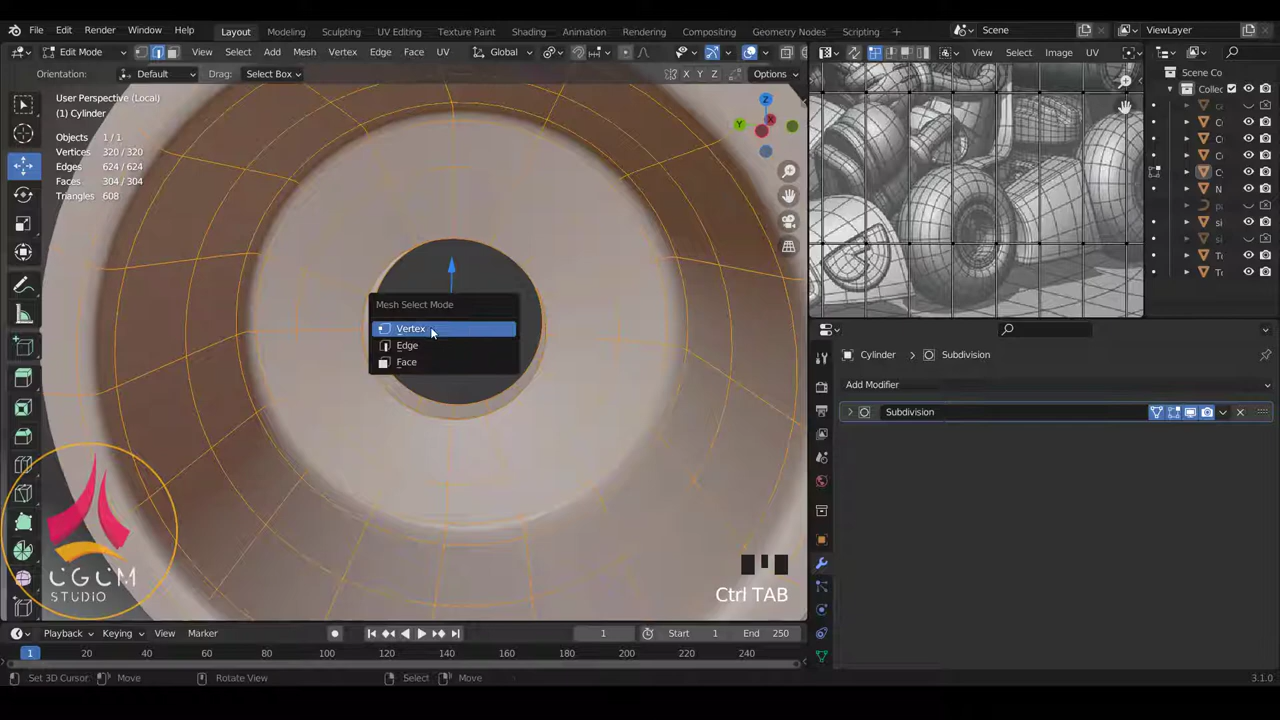 File Edit Render Window Help Layout Modeling Sculpting UV Editing Texture Paint Shading Animation Rendering Compositing Geometry Nodes Scripting Scene ViewLayer
Edit Mode View Select Add Mesh Vertex Edge Face UV Global View Select Image UV
Orientation: Default Drag: Select Box X Y Z Options Scene Co
Collec
User Perspective (Local)
(1) Cylinder
Objects 1/1
Vertices 320/320
Edges 624/624
Faces 304/304
Triangles 608
Z
Y
X
Mesh Select Mode
Vertex
Edge
Face
Cylinder > Subdivision
Add Modifier
Subdivision
CGCM
STUDIO
Ctrl TAB
Playback Keying View Marker 1 Start 1 End 250
1 20 40 60 80 100 120 140 160 180 200 220 240
Set 3D Cursor Move Rotate View Select Move 3.1.0